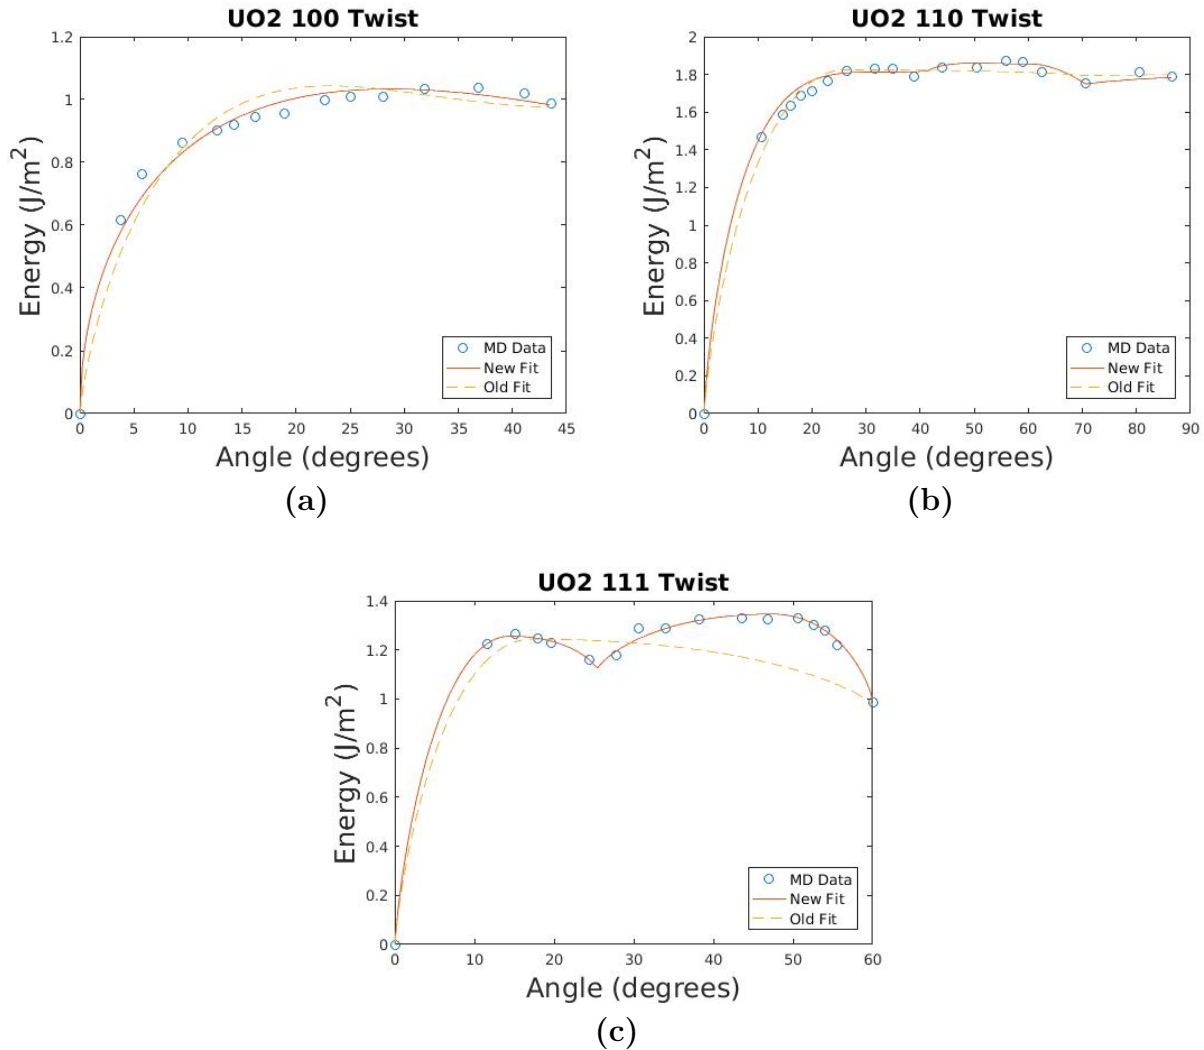 UO2 100 Twist
1.2
1
0.8
0.6
0.4
0.2
0
Energy (J/m²)
MD Data
New Fit
Old Fit
0 5 10 15 20 25 30 35 40 45
Angle (degrees)
(a)
UO2 110 Twist
2
1.8
1.6
1.4
1.2
1
0.8
0.6
0.4
0.2
0
Energy (J/m²)
MD Data
New Fit
Old Fit
0 10 20 30 40 50 60 70 80 90
Angle (degrees)
(b)
UO2 111 Twist
1.4
1.2
1
0.8
0.6
0.4
0.2
0
Energy (J/m²)
MD Data
New Fit
Old Fit
0 10 20 30 40 50 60
Angle (degrees)
(c)